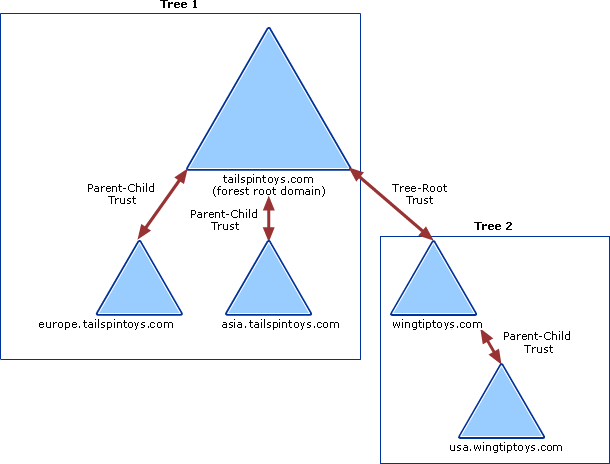 Tree 1
tailspintoys.com
(forest root domain)
Parent-Child
Trust
Parent-Child
Trust
Tree-Root
Trust
Tree 2
europe.tailspintoys.com
asia.tailspintoys.com
wingtiptoys.com
Parent-Child
Trust
usa.wingtiptoys.com